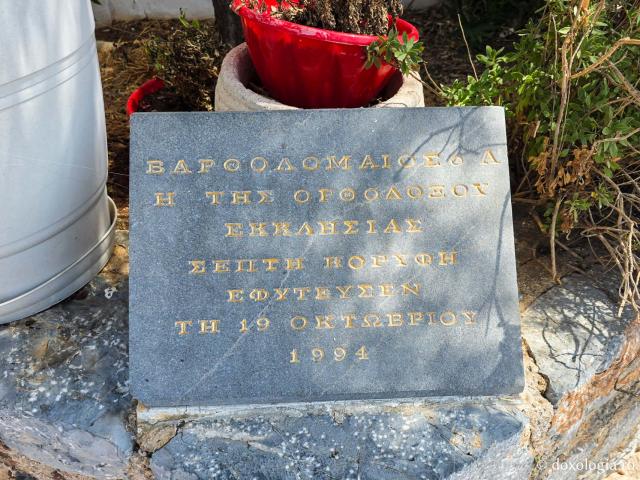 ΒΑΡΘΟΛΟΜΑΙΟΣ Ο Α
Η ΤΗΣ ΟΡΘΟΔΟΞΟΥ
ΕΚΚΛΗΣΙΑΣ
ΣΕΠΤΗ ΚΟΡΥΦΗ
ΕΦΥΤΕΥΣΕΝ
ΤΗ 19 ΟΚΤΩΒΡΙΟΥ
1994
doxologia.ro